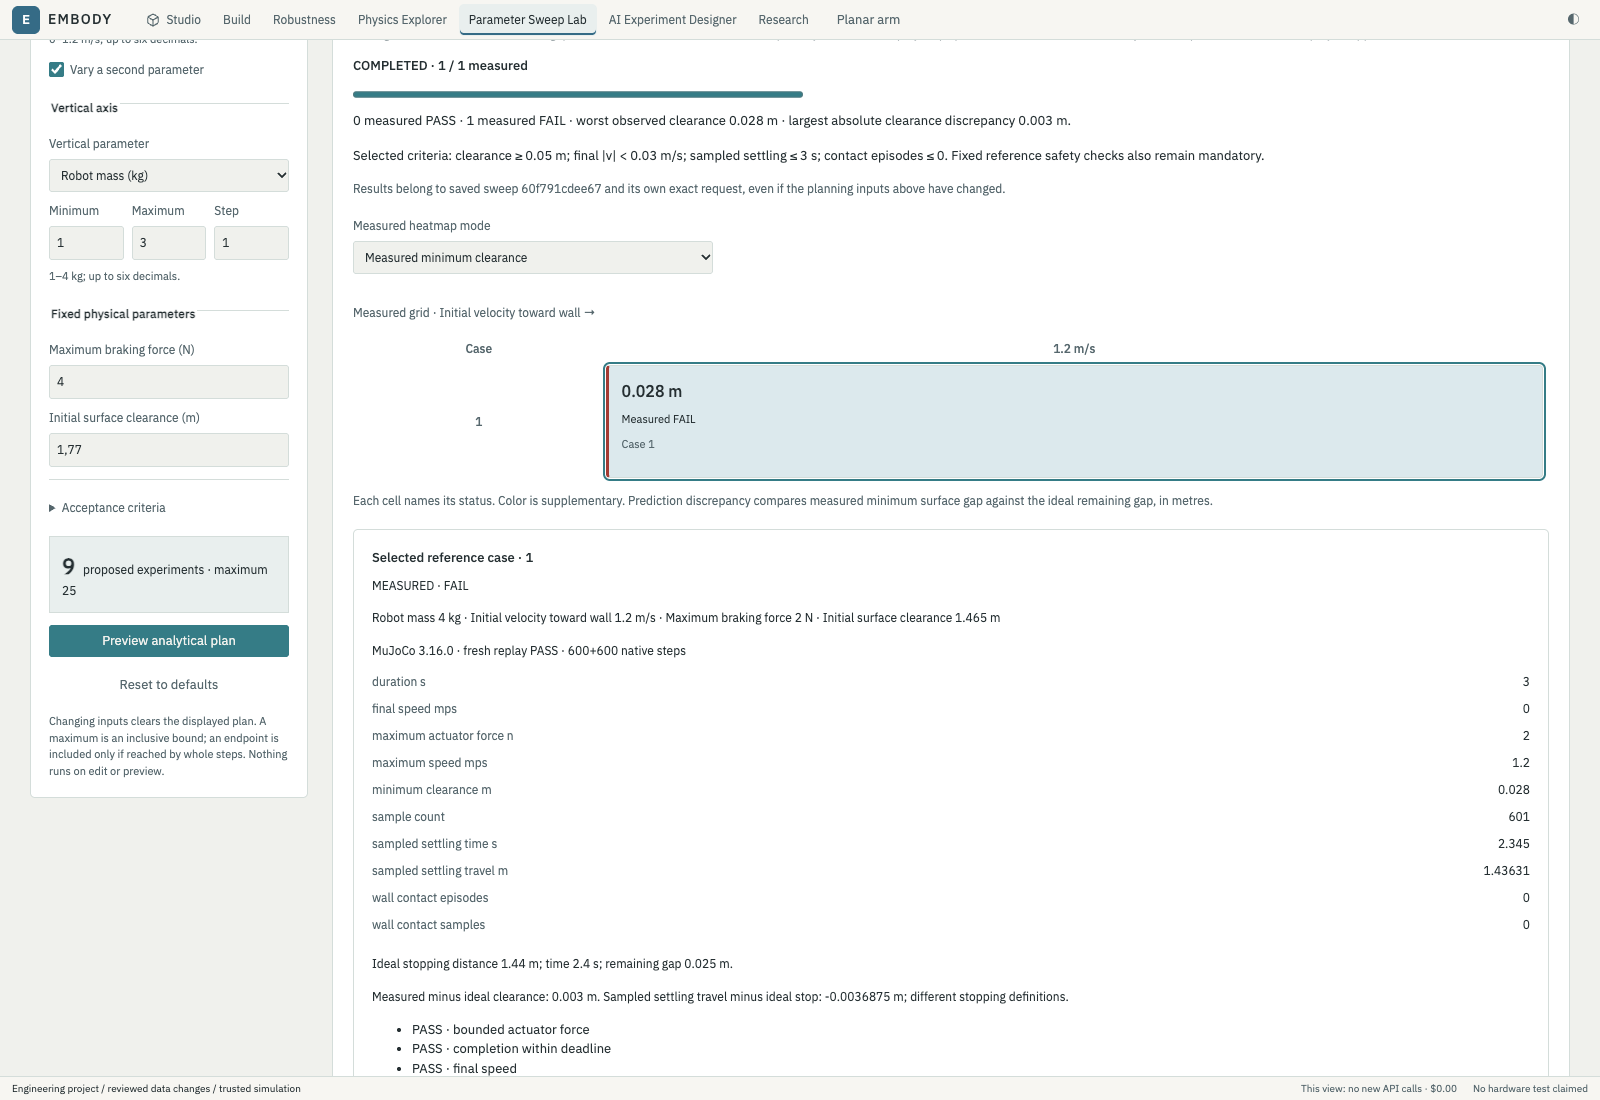 E EMBODY Studio Build Robustness Physics Explorer Parameter Sweep Lab AI Experiment Designer Research Planar arm
Vary a second parameter
Vertical axis
Vertical parameter
Robot mass (kg)
Minimum Maximum Step
1 3 1
1–4 kg; up to six decimals.
Fixed physical parameters
Maximum braking force (N)
4
Initial surface clearance (m)
1,77
Acceptance criteria
9 proposed experiments · maximum
25
Preview analytical plan
Reset to defaults
Changing inputs clears the displayed plan. A
maximum is an inclusive bound; an endpoint is
included only if reached by whole steps. Nothing
runs on edit or preview.
COMPLETED · 1 / 1 measured
0 measured PASS · 1 measured FAIL · worst observed clearance 0.028 m · largest absolute clearance discrepancy 0.003 m.
Selected criteria: clearance ≥ 0.05 m; final |v| < 0.03 m/s; sampled settling ≤ 3 s; contact episodes ≤ 0. Fixed reference safety checks also remain mandatory.
Results belong to saved sweep 60f791cdee67 and its own exact request, even if the planning inputs above have changed.
Measured heatmap mode
Measured minimum clearance
Measured grid · Initial velocity toward wall →
Case 1.2 m/s
1
0.028 m
Measured FAIL
Case 1
Each cell names its status. Color is supplementary. Prediction discrepancy compares measured minimum surface gap against the ideal remaining gap, in metres.
Selected reference case · 1
MEASURED · FAIL
Robot mass 4 kg · Initial velocity toward wall 1.2 m/s · Maximum braking force 2 N · Initial surface clearance 1.465 m
MuJoCo 3.16.0 · fresh replay PASS · 600+600 native steps
duration s 3
final speed mps 0
maximum actuator force n 2
maximum speed mps 1.2
minimum clearance m 0.028
sample count 601
sampled settling time s 2.345
sampled settling travel m 1.43631
wall contact episodes 0
wall contact samples 0
Ideal stopping distance 1.44 m; time 2.4 s; remaining gap 0.025 m.
Measured minus ideal clearance: 0.003 m. Sampled settling travel minus ideal stop: -0.0036875 m; different stopping definitions.
• PASS · bounded actuator force
• PASS · completion within deadline
• PASS · final speed
Engineering project / reviewed data changes / trusted simulation
This view: no new API calls · $0.00 No hardware test claimed